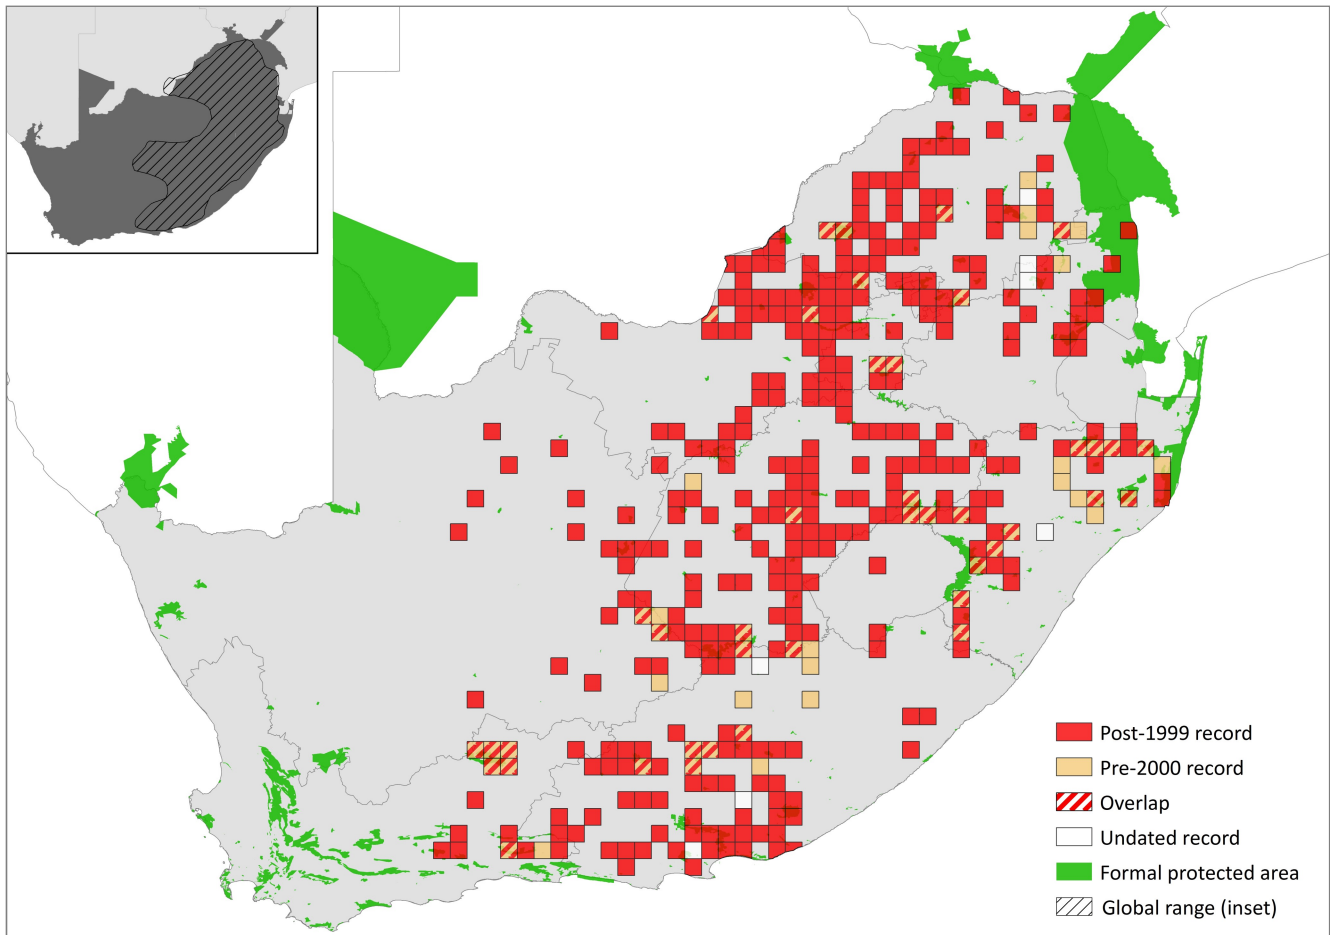 Post-1999 record
Pre-2000 record
Overlap
Undated record
Formal protected area
Global range (inset)